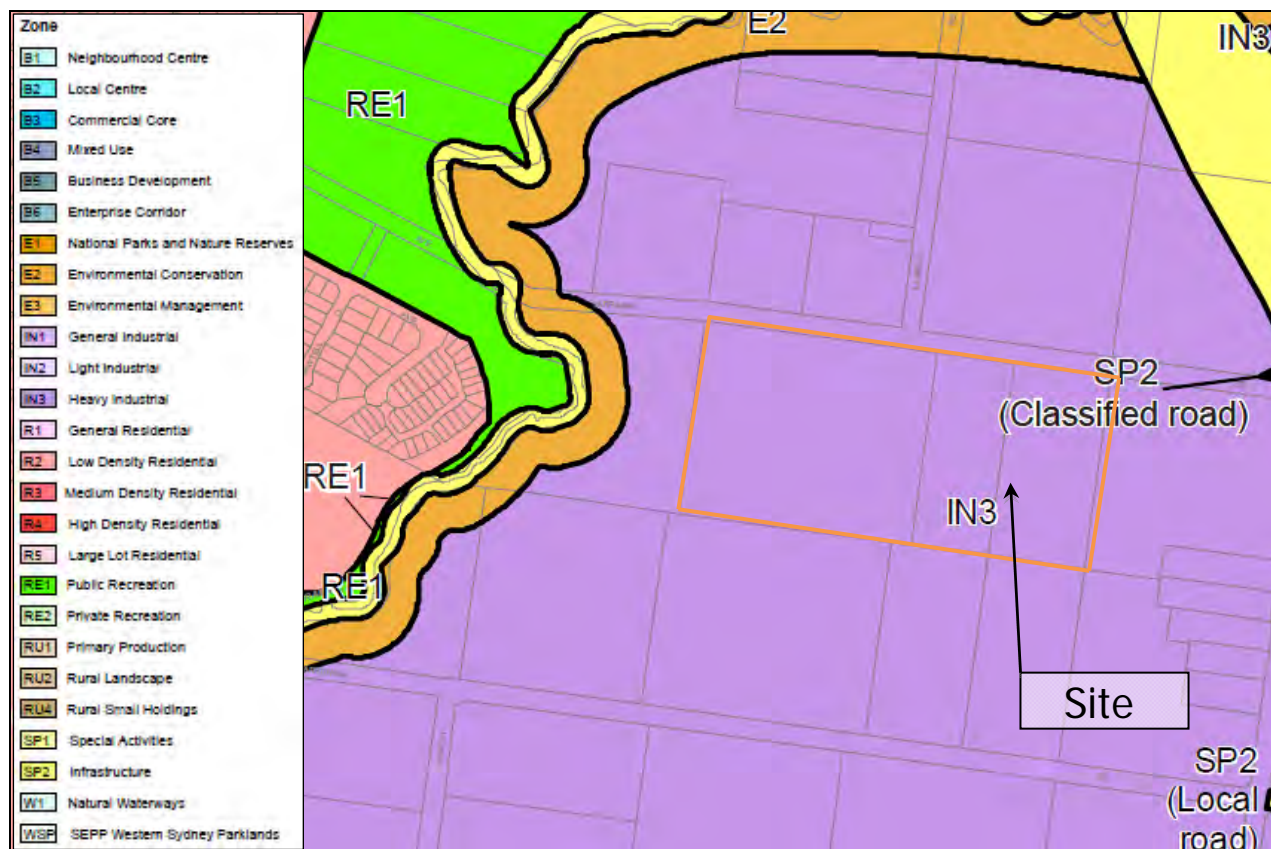 Zone
B1 Neighbourhood Centre
B2 Local Centre
B3 Commercial Core
B4 Mixed Use
B5 Business Development
B6 Enterprise Corridor
E1 National Parks and Nature Reserves
E2 Environmental Conservation
E3 Environmental Management
IN1 General Industrial
IN2 Light Industrial
IN3 Heavy Industrial
R1 General Residential
R2 Low Density Residential
R3 Medium Density Residential
R4 High Density Residential
R5 Large Lot Residential
RE1 Public Recreation
RE2 Private Recreation
RU1 Primary Production
RU2 Rural Landscape
RU4 Rural Small Holdings
SP1 Special Activities
SP2 Infrastructure
W1 Natural Waterways
WSP SEPP Western Sydney Parklands
E2
IN3
RE1
SP2
(Classified road)
RE1
IN3
RE1
Site
SP2
(Local
road)